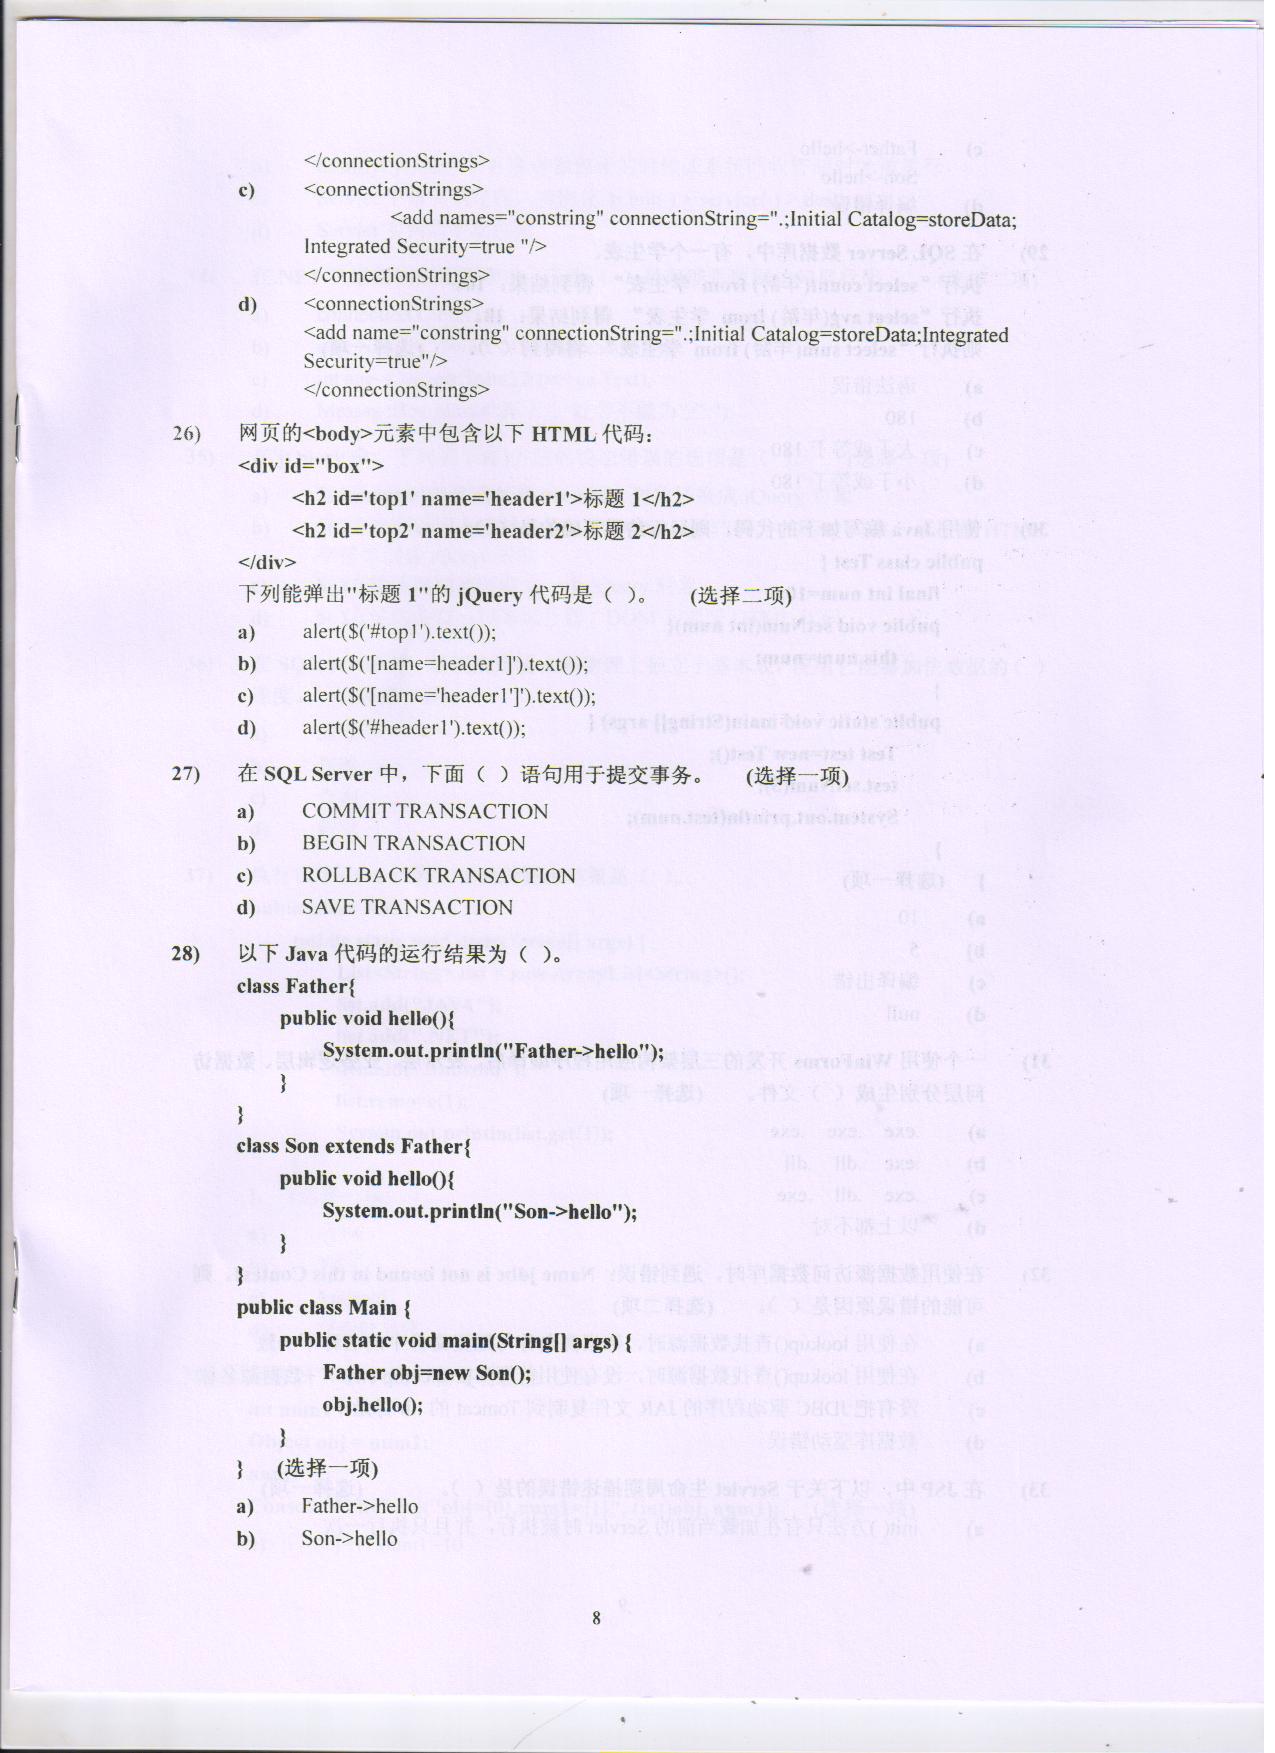 </connectionStrings>
c) <connectionStrings>
<add names="constring" connectionString=".;Initial Catalog=storeData;
Integrated Security=true "/>
</connectionStrings>
d) <connectionStrings>
<add name="constring" connectionString=".;Initial Catalog=storeData;Integrated
Security=true"/>
</connectionStrings>
26) 网页的<body>元素中包含以下 HTML 代码：
<div id="box">
<h2 id='top1' name='header1'>标题 1</h2>
<h2 id='top2' name='header2'>标题 2</h2>
</div>
下列能弹出"标题 1"的 jQuery 代码是（ ）。 (选择二项)
a) alert($('#top1').text());
b) alert($('[name=header1]').text());
c) alert($('[name='header1']').text());
d) alert($('#header1').text());
27) 在 SQL Server 中，下面（ ）语句用于提交事务。 (选择一项)
a) COMMIT TRANSACTION
b) BEGIN TRANSACTION
c) ROLLBACK TRANSACTION
d) SAVE TRANSACTION
28) 以下 Java 代码的运行结果为（ ）。
class Father{
public void hello(){
System.out.println("Father->hello");
}
}
class Son extends Father{
public void hello(){
System.out.println("Son->hello");
}
}
public class Main {
public static void main(String[] args) {
Father obj=new Son();
obj.hello();
}
} (选择一项)
a) Father->hello
b) Son->hello
8